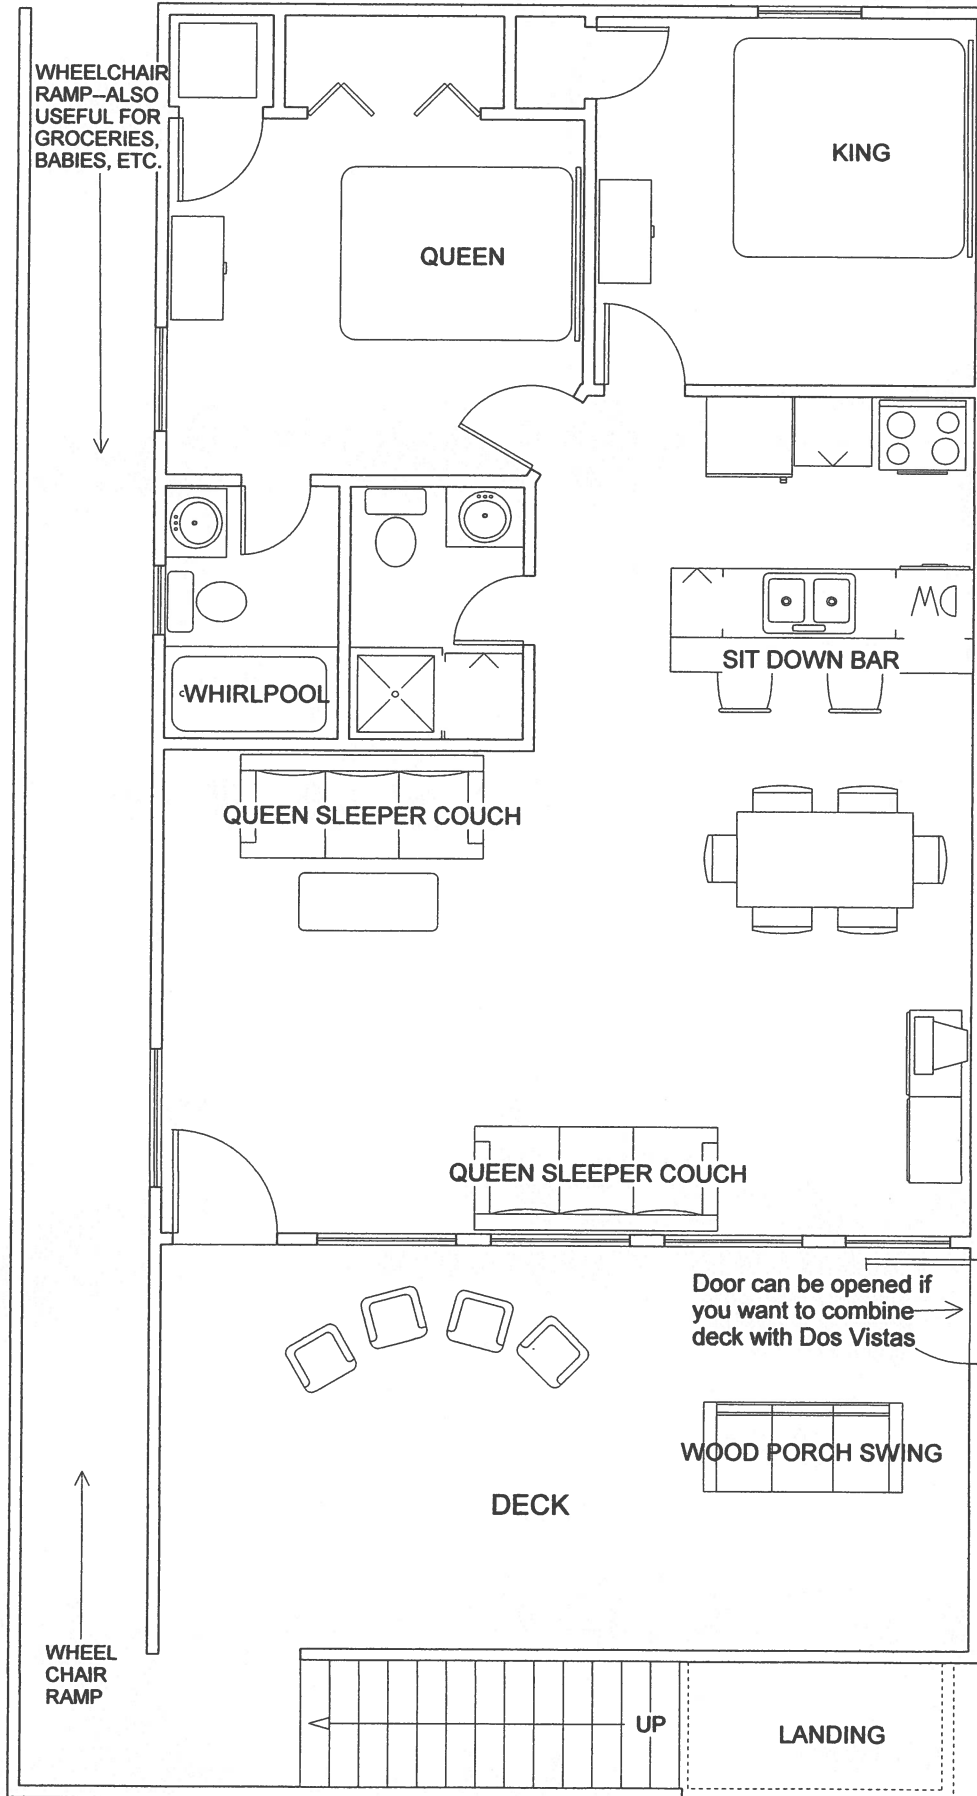 WHEELCHAIR
RAMP--ALSO
USEFUL FOR
GROCERIES,
BABIES, ETC.
KING
QUEEN
DW
SIT DOWN BAR
WHIRLPOOL
QUEEN SLEEPER COUCH
QUEEN SLEEPER COUCH
Door can be opened if
you want to combine
deck with Dos Vistas
WOOD PORCH SWING
DECK
WHEEL
CHAIR
RAMP
UP
LANDING